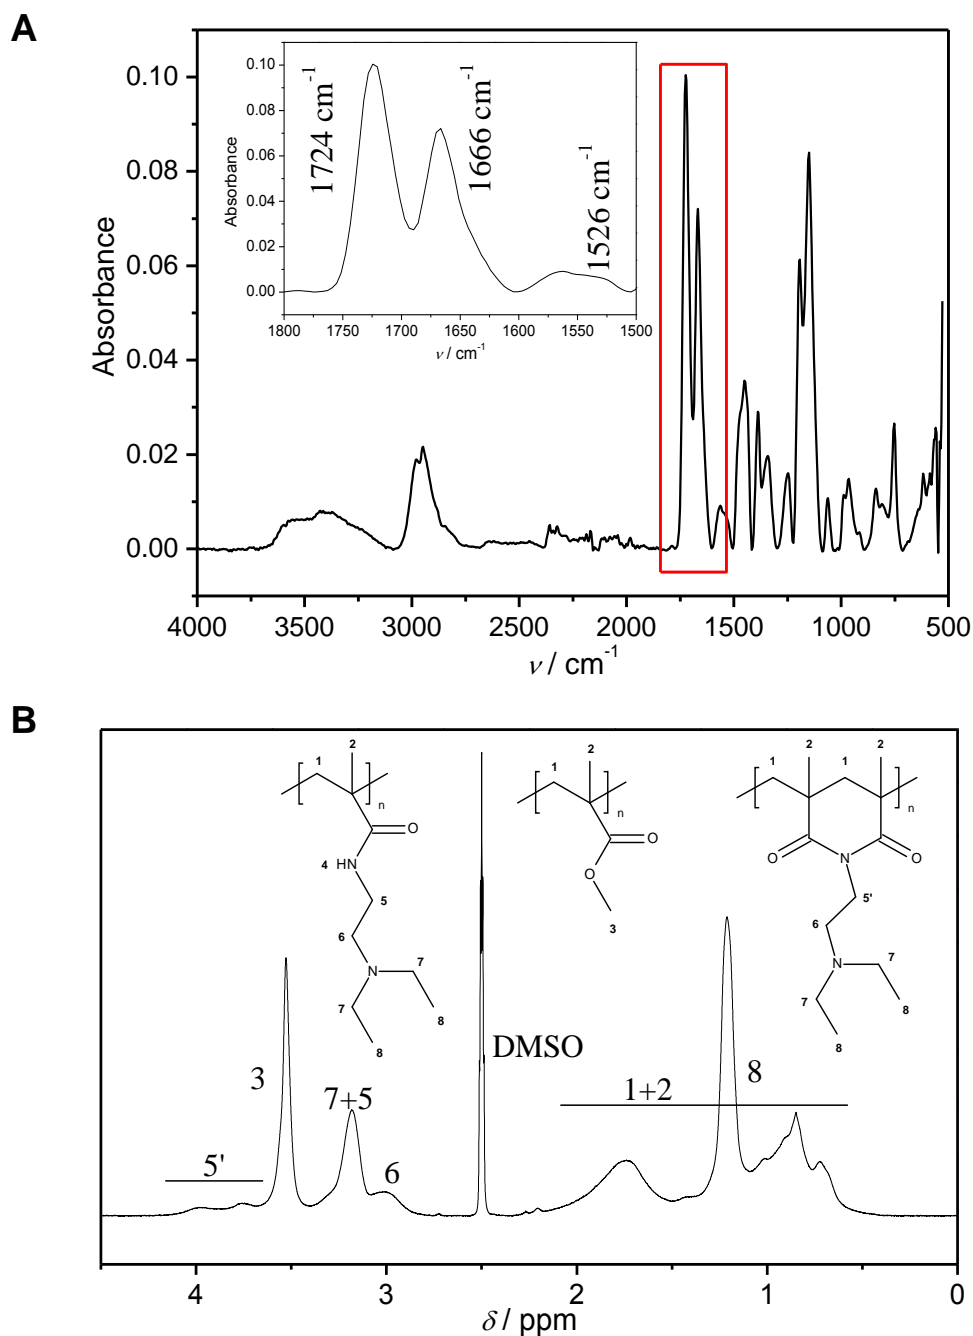 A
0.10
0.08
0.06
0.04
0.02
0.00
Absorbance
4000 3500 3000 2500 2000 1500 1000 500
ν / cm-1
0.10
0.08
0.06
0.04
0.02
0.00
Absorbance
1724 cm-1
1666 cm-1
1526 cm-1
1800 1750 1700 1650 1600 1550 1500
ν / cm-1
B
1 2
n
O
HN
4
5
6
N
7
7
8
8
1 2
n
O
O
3
2 1 2
n
O N O
5'
6
N
7
7
8
8
DMSO
3
7+5
6
5'
1+2
8
4 3 2 1 0
δ / ppm